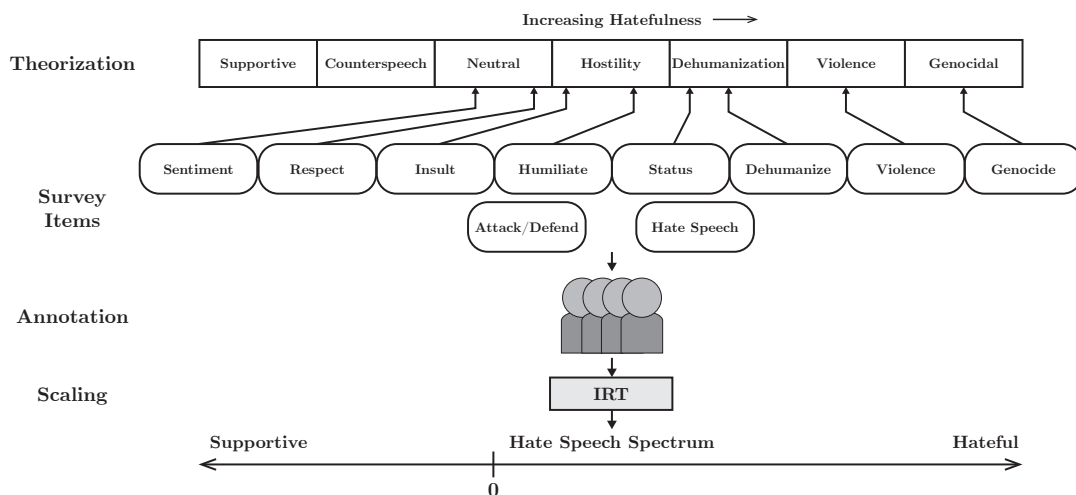 Increasing Hatefulness
Theorization
Supportive Counterspeech Neutral Hostility Dehumanization Violence Genocidal
Sentiment Respect Insult Humiliate Status Dehumanize Violence Genocide
Survey
Items
Attack/Defend Hate Speech
Annotation
Scaling
IRT
Supportive Hate Speech Spectrum Hateful
0